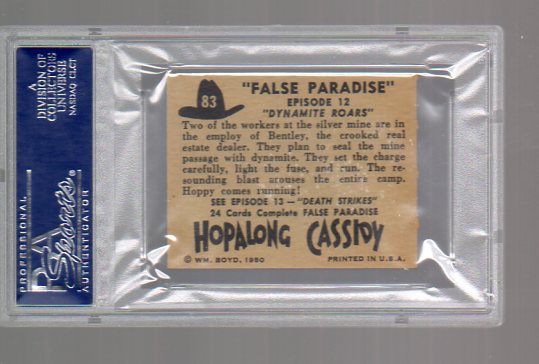 A
DIVISION OF
COLLECTORS
UNIVERSE
NASDAQ: CLCT
PSA
Sports®
PROFESSIONAL
AUTHENTICATOR
83
"FALSE PARADISE"
EPISODE 12
"DYNAMITE ROARS"
Two of the workers at the silver mine are in
the employ of Bentley, the crooked real
estate dealer. They plan to seal the mine
passage with dynamite. They set the charge
carefully, light the fuse, and run. The re-
sounding blast arouses the entire camp.
Hoppy comes running!
SEE EPISODE 13—"DEATH STRIKES"
24 Cards Complete FALSE PARADISE
HOPALONG CASSIDY
© WM. BOYD, 1950 PRINTED IN U.S.A.